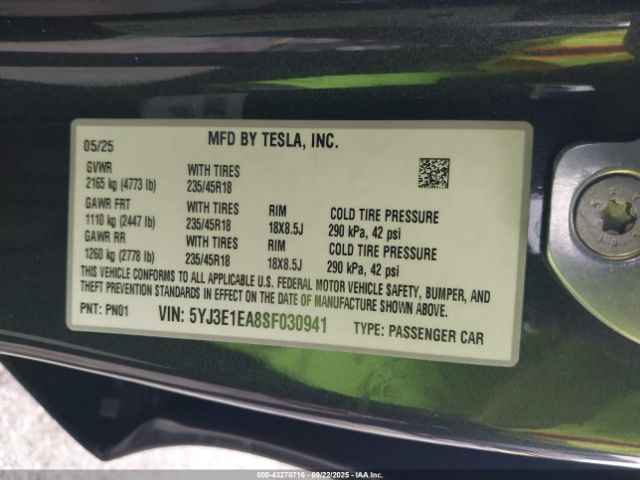 05/25 MFD BY TESLA, INC.
GVWR WITH TIRES
2165 kg (4773 lb) 235/45R18
GAWR FRT WITH TIRES RIM COLD TIRE PRESSURE
1110 kg (2447 lb) 235/45R18 18X8.5J 290 kPa, 42 psi
GAWR RR WITH TIRES RIM COLD TIRE PRESSURE
1260 kg (2778 lb) 235/45R18 18X8.5J 290 kPa, 42 psi
THIS VEHICLE CONFORMS TO ALL APPLICABLE U.S. FEDERAL MOTOR VEHICLE SAFETY, BUMPER, AND
THEFT PREVENTION STANDARDS IN EFFECT ON THE DATE OF MANUFACTURE SHOWN ABOVE.
PNT: PN01 VIN: 5YJ3E1EA8SF030941 TYPE: PASSENGER CAR
000-43278716 - 09/22/2025 - IAA Inc.